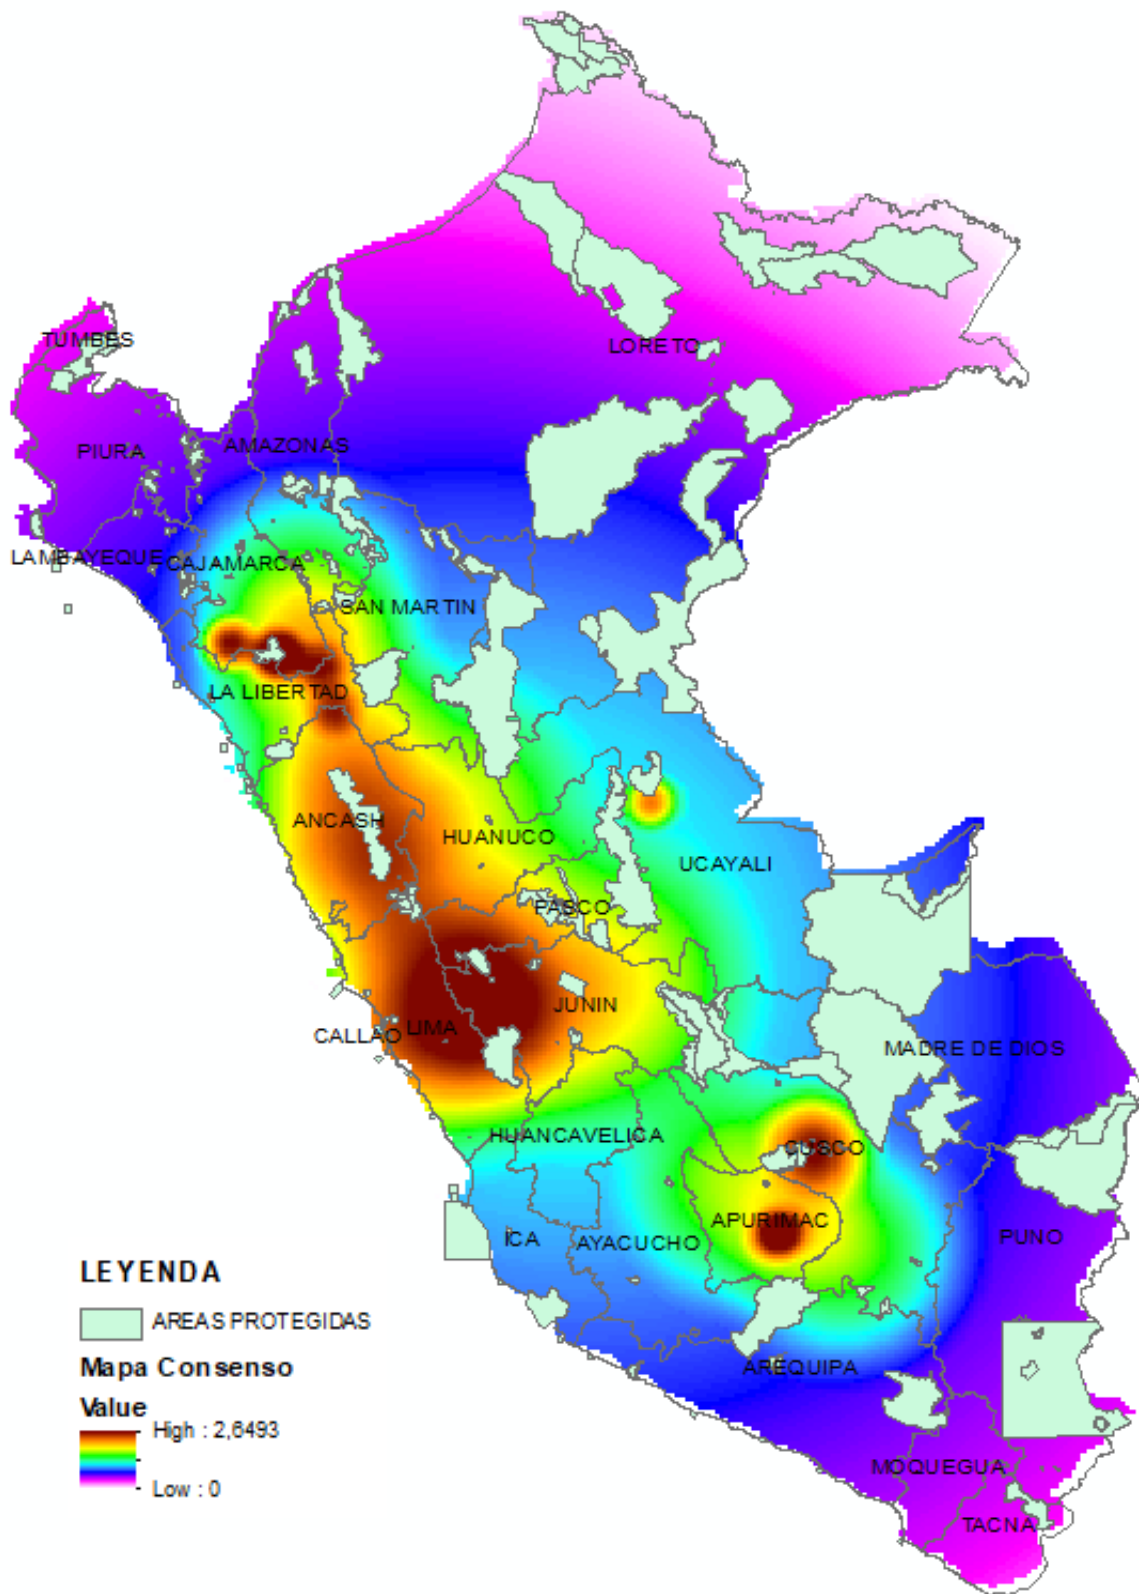 TUMBES
LORETO
PIURA
AMAZONAS
LAMBAYEQUE
CAJAMARCA
SAN MARTIN
LA LIBERTAD
ANCASH
HUANUCO
UCAYALI
PASCO
JUNIN
LIMA
CALLAO
MADRE DE DIOS
HUANCAVELICA
CUSCO
APURIMAC
ICA
AYACUCHO
PUNO
AREQUIPA
MOQUEGUA
TACNA
LEYENDA
AREAS PROTEGIDAS
Mapa Consenso
Value
High : 2,6493
Low : 0